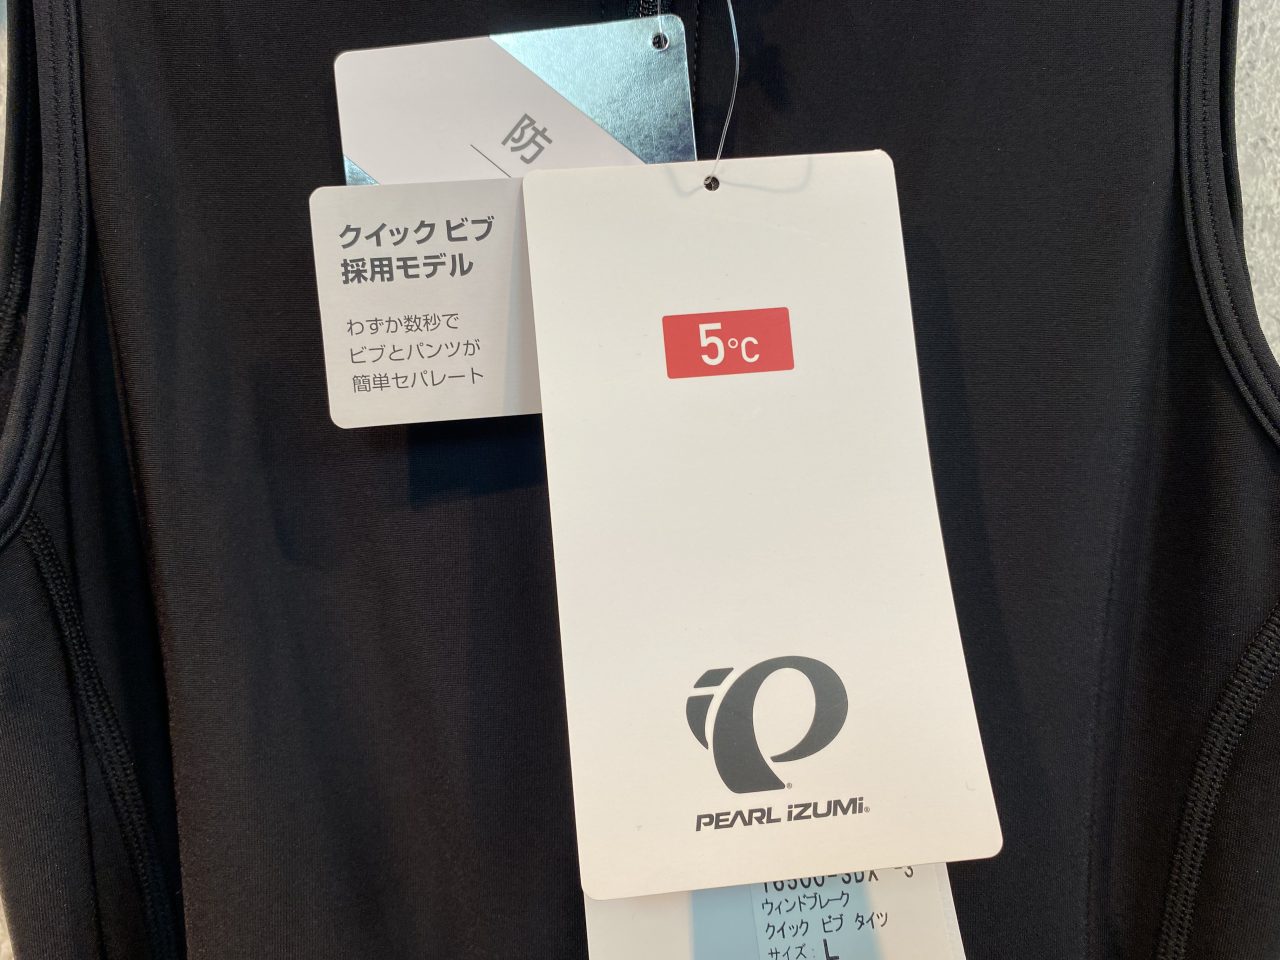 防
クイック ビブ
採用モデル
わずか数秒で
ビブとパンツが
簡単セパレート
5°C
PEARL iZUMi®
ウィンドブレーク
クイック ビブ タイツ
サイズ: L